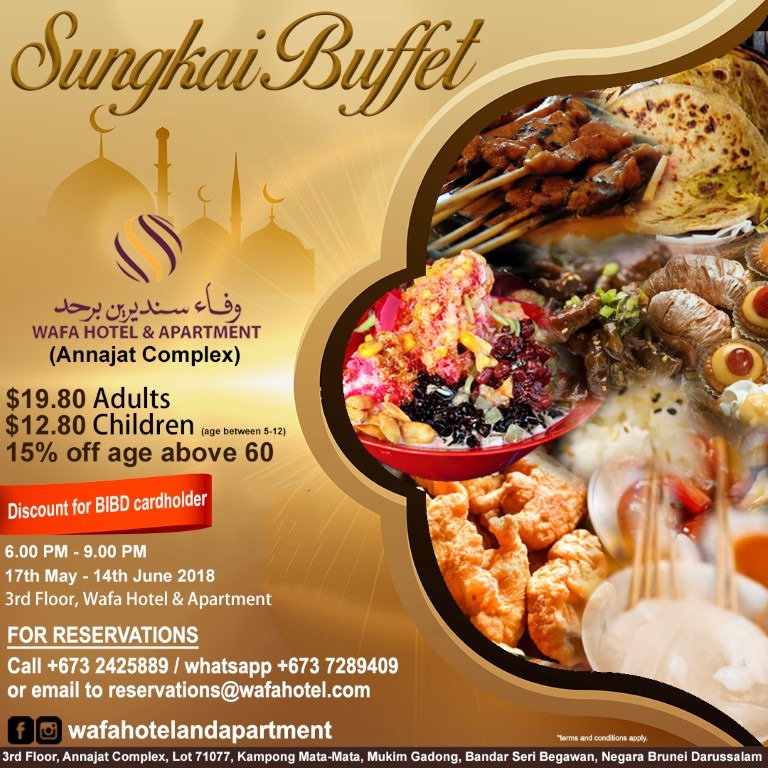 Sungkai Buffet
وفاء سنديرين برحد
WAFA HOTEL & APARTMENT
(Annajat Complex)
$19.80 Adults
$12.80 Children (age between 5-12)
15% off age above 60
Discount for BIBD cardholder
6.00 PM - 9.00 PM
17th May - 14th June 2018
3rd Floor, Wafa Hotel & Apartment
FOR RESERVATIONS
Call +673 2425889 / whatsapp +673 7289409
or email to reservations@wafahotel.com
wafahotelandapartment
*terms and conditions apply.
3rd Floor, Annajat Complex, Lot 71077, Kampong Mata-Mata, Mukim Gadong, Bandar Seri Begawan, Negara Brunei Darussalam